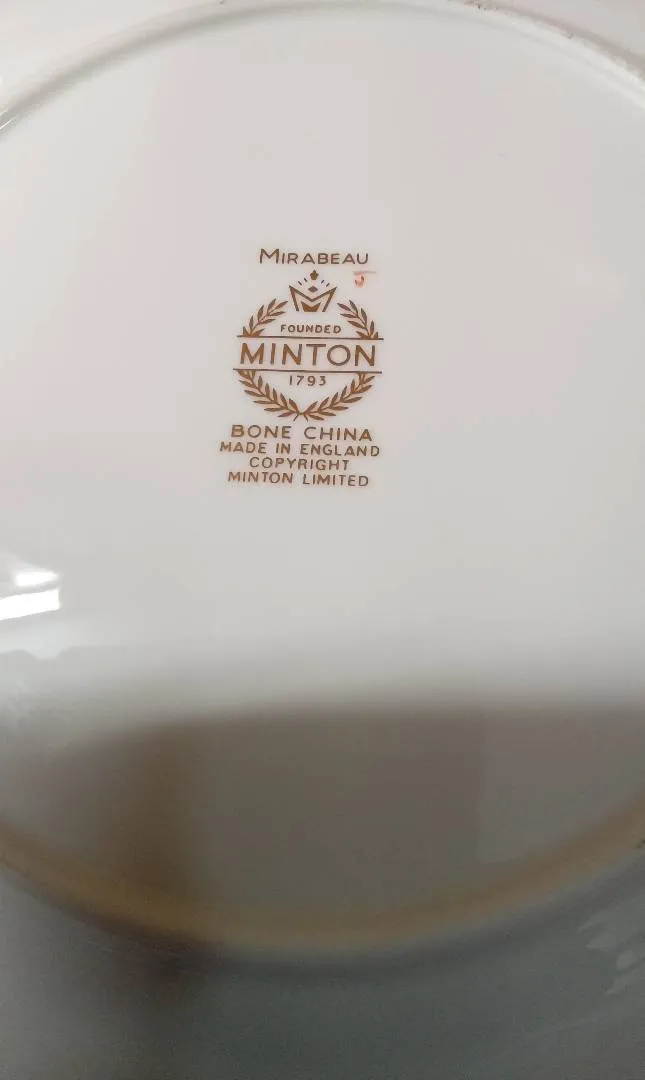 MIRABEAU
FOUNDED
MINTON
1793
BONE CHINA
MADE IN ENGLAND
COPYRIGHT
MINTON LIMITED